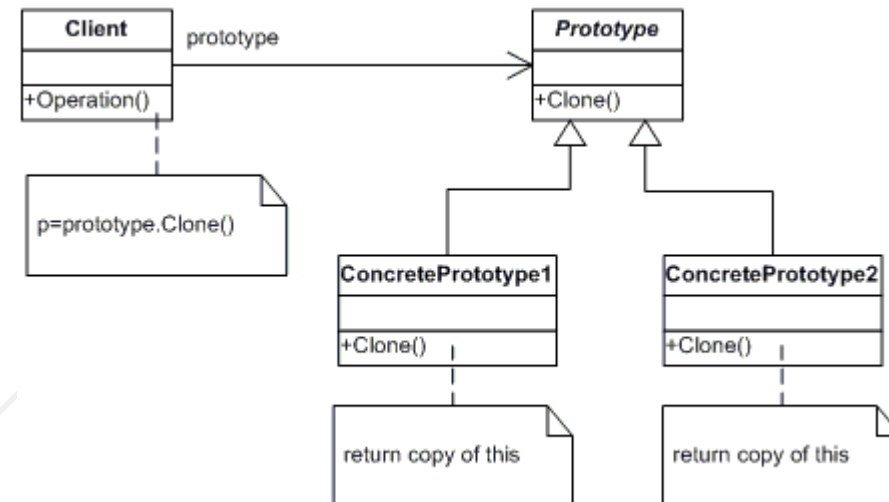 Client
prototype
Prototype
+Operation()
+Clone()
p=prototype.Clone()
ConcretePrototype1
ConcretePrototype2
+Clone()
+Clone()
return copy of this
return copy of this